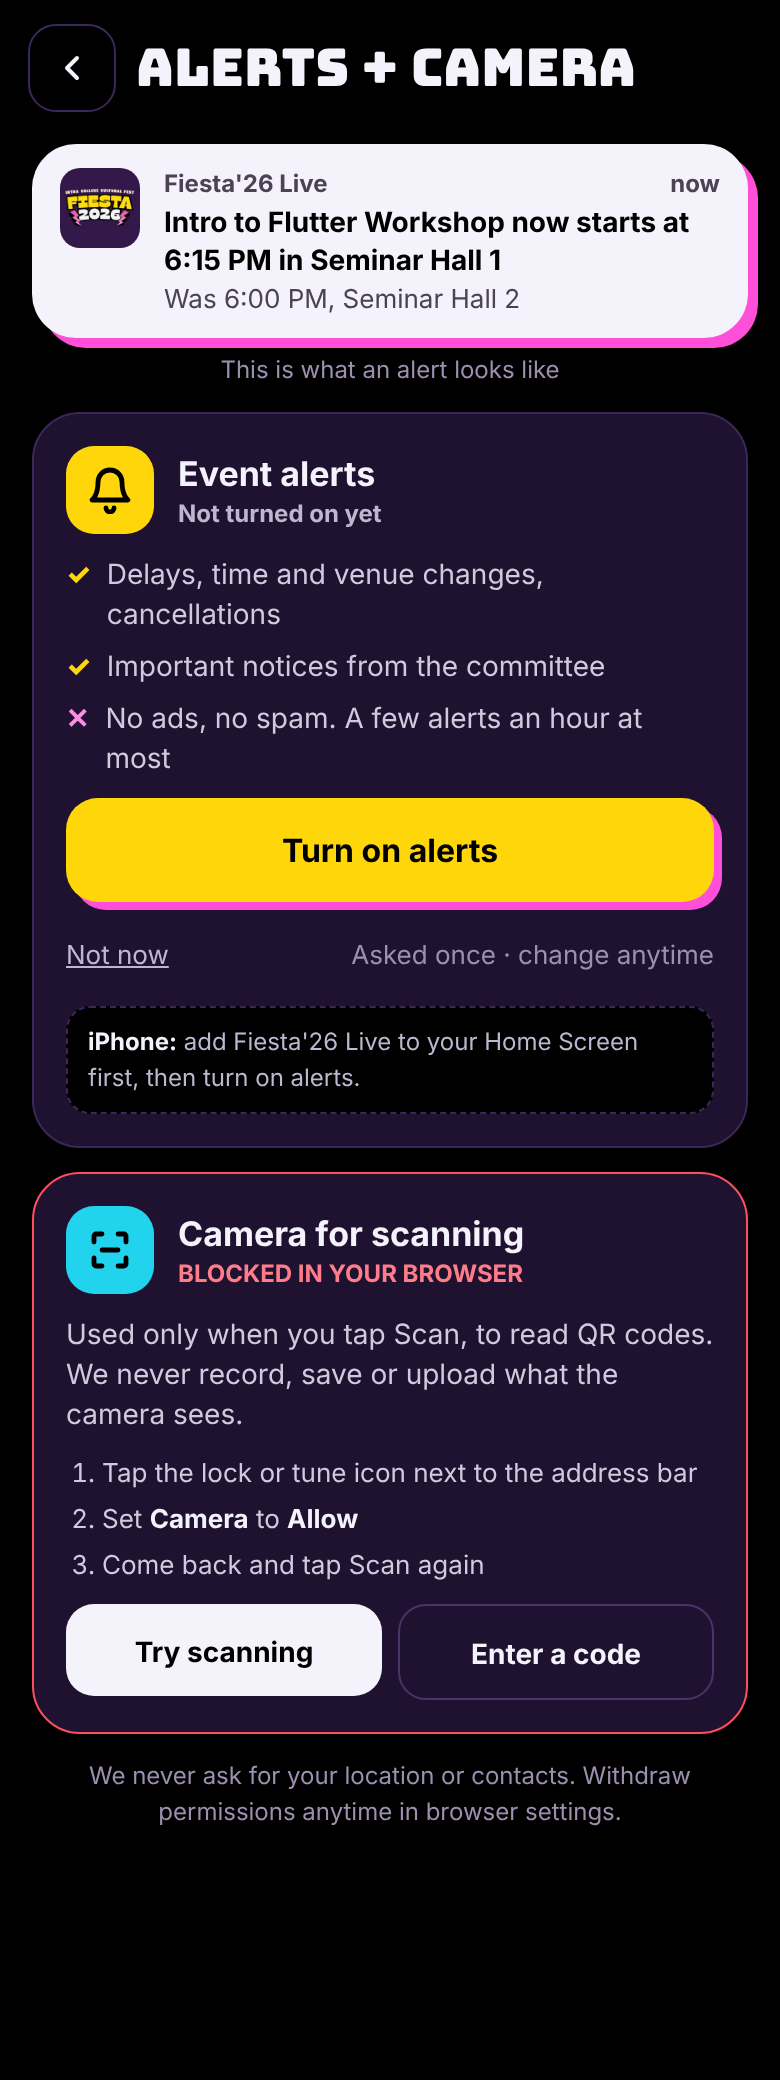 ALERTS + CAMERA
INTRA COLLEGE CULTURAL FEST
FIESTA
2026
Fiesta'26 Live
now
Intro to Flutter Workshop now starts at
6:15 PM in Seminar Hall 1
Was 6:00 PM, Seminar Hall 2
This is what an alert looks like
Event alerts
Not turned on yet
Delays, time and venue changes,
cancellations
Important notices from the committee
No ads, no spam. A few alerts an hour at
most
Turn on alerts
Not now
Asked once · change anytime
iPhone: add Fiesta'26 Live to your Home Screen
first, then turn on alerts.
Camera for scanning
BLOCKED IN YOUR BROWSER
Used only when you tap Scan, to read QR codes.
We never record, save or upload what the
camera sees.
1. Tap the lock or tune icon next to the address bar
2. Set Camera to Allow
3. Come back and tap Scan again
Try scanning
Enter a code
We never ask for your location or contacts. Withdraw
permissions anytime in browser settings.